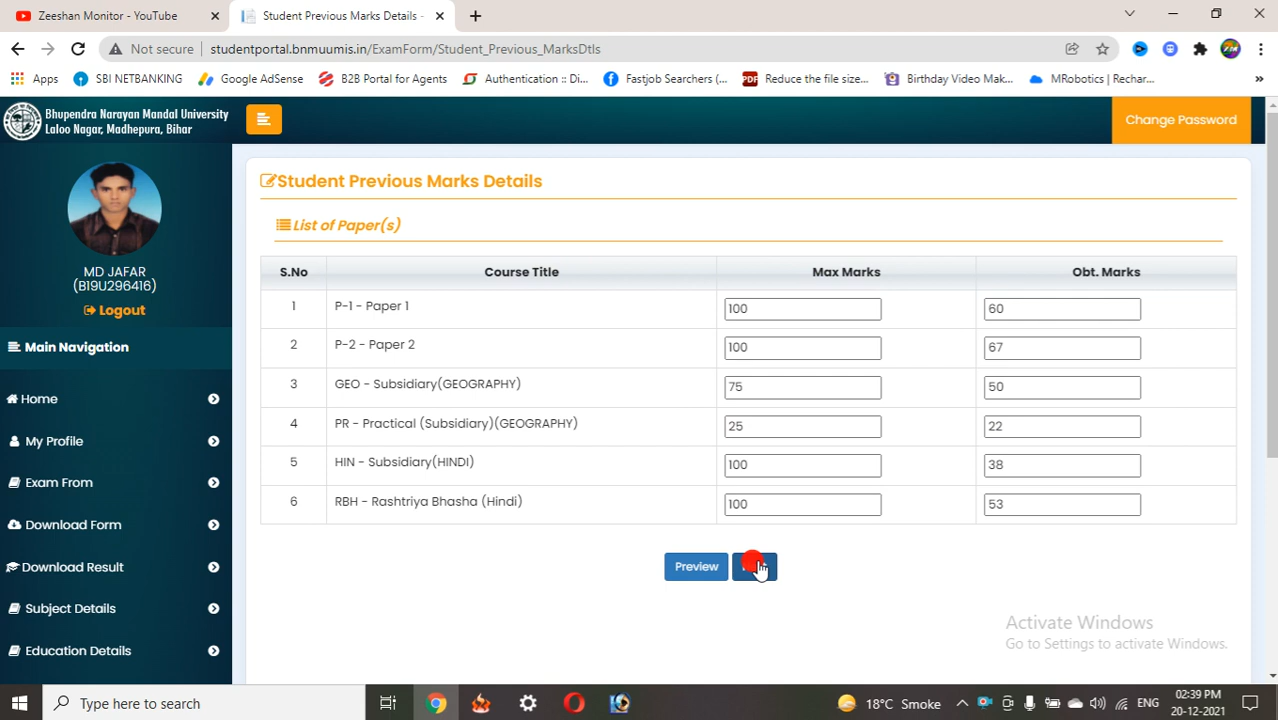 Zeeshan Monitor - YouTube
Student Previous Marks Details -
Not secure studentportal.bnmuumis.in/ExamForm/Student_Previous_MarksDtls
Apps SBI NETBANKING Google AdSense B2B Portal for Agents Authentication :: Di... Fastjob Searchers (... PDF Reduce the file size... Birthday Video Mak... MRobotics | Rechar... »
Bhupendra Narayan Mandal University
Laloo Nagar, Madhepura, Bihar
Change Password
MD JAFAR
(B19U296416)
Logout
Main Navigation
Home
My Profile
Exam From
Download Form
Download Result
Subject Details
Education Details
Student Previous Marks Details
List of Paper(s)
S.No Course Title Max Marks Obt. Marks
1 P-1 - Paper 1 100 60
2 P-2 - Paper 2 100 67
3 GEO - Subsidiary(GEOGRAPHY) 75 50
4 PR - Practical (Subsidiary)(GEOGRAPHY) 25 22
5 HIN - Subsidiary(HINDI) 100 38
6 RBH - Rashtriya Bhasha (Hindi) 100 53
Preview
Activate Windows
Go to Settings to activate Windows.
Type here to search
18°C Smoke
ENG
02:39 PM
20-12-2021